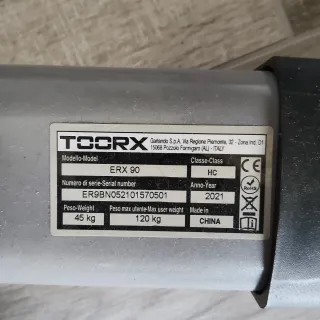 TOORX
Garlando S.p.A. Via Regione Piemonte, 32 - Zona Ind. D1
15068 Pozzolo Formigaro (AL) - ITALY
Modello-Model Classe-Class
ERX 90 HC
Numero di serie-Serial number Anno-Year
ER9BN052101570501 2021
Peso-Weight Peso max utente-Max user weight Made in
45 kg 120 kg CHINA
CE
RoHS